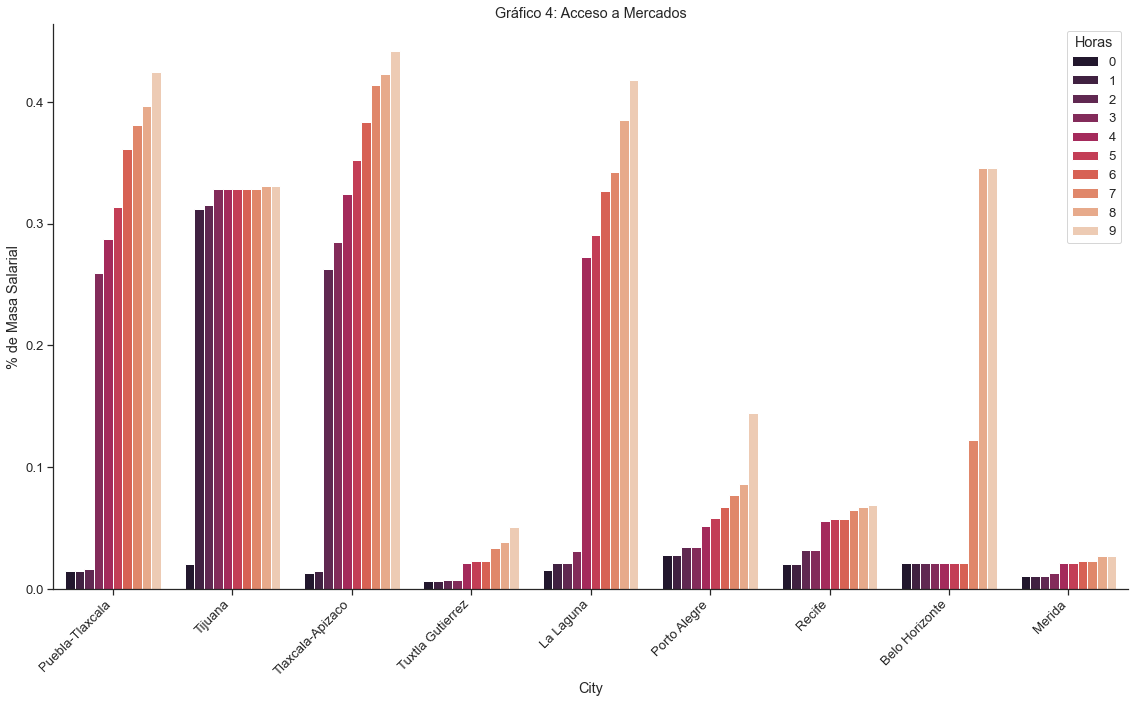 Gráfico 4: Acceso a Mercados
Horas
0
1
2
3
4
5
6
7
8
9
% de Masa Salarial
0.4
0.3
0.2
0.1
0.0
Puebla-Tlaxcala
Tijuana
Tlaxcala-Apizaco
Tuxtla Gutierrez
La Laguna
Porto Alegre
Recife
Belo Horizonte
Merida
City